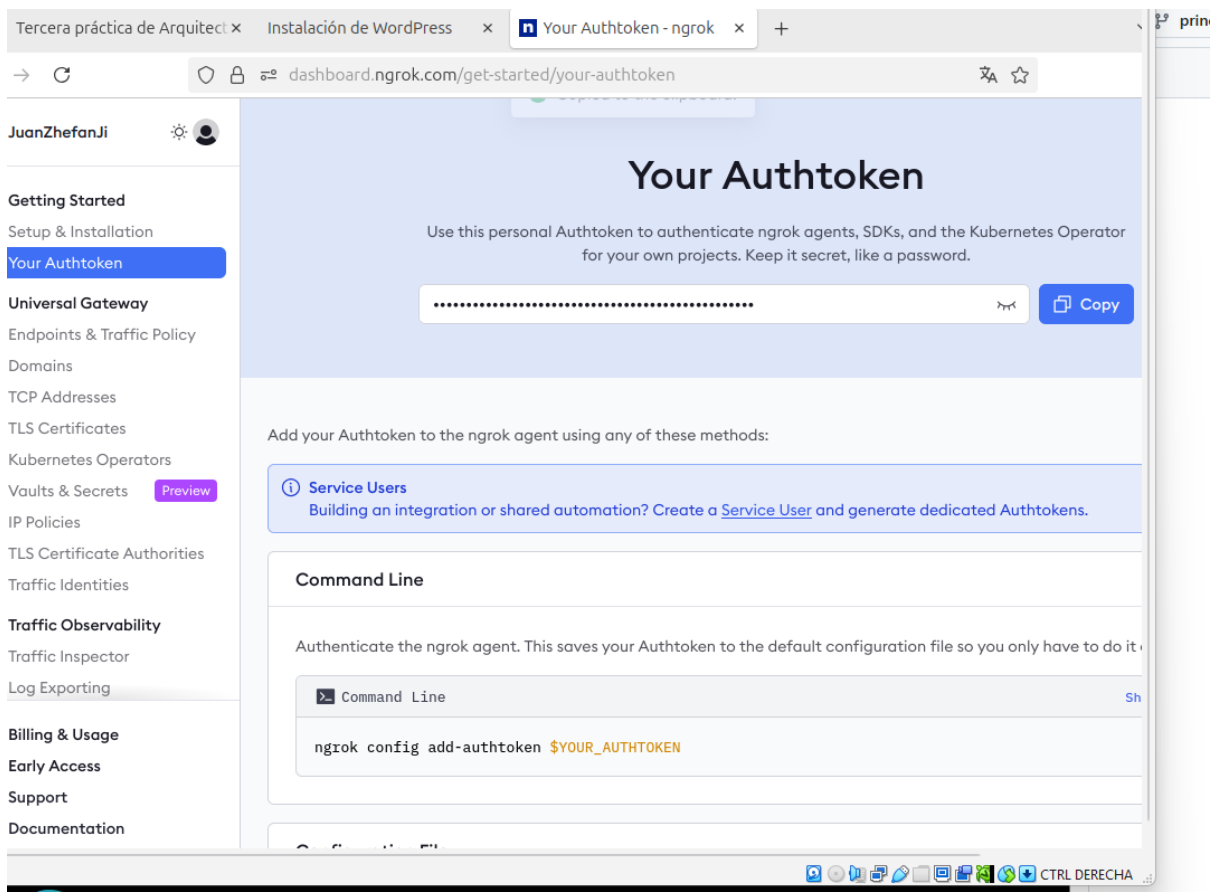 Tercera práctica de Arquitect
Instalación de WordPress
Your Authtoken - ngrok
dashboard.ngrok.com/get-started/your-authtoken
JuanZhefanJi
Getting Started
Setup & Installation
Your Authtoken
Universal Gateway
Endpoints & Traffic Policy
Domains
TCP Addresses
TLS Certificates
Kubernetes Operators
Vaults & Secrets Preview
IP Policies
TLS Certificate Authorities
Traffic Identities
Traffic Observability
Traffic Inspector
Log Exporting
Billing & Usage
Early Access
Support
Documentation
Your Authtoken
Use this personal Authtoken to authenticate ngrok agents, SDKs, and the Kubernetes Operator
for your own projects. Keep it secret, like a password.
••••••••••••••••••••••••••••••••••••••••••••••••• Copy
Add your Authtoken to the ngrok agent using any of these methods:
Service Users
Building an integration or shared automation? Create a Service User and generate dedicated Authtokens.
Command Line
Authenticate the ngrok agent. This saves your Authtoken to the default configuration file so you only have to do it
Command Line
Sh
ngrok config add-authtoken $YOUR_AUTHTOKEN
CTRL DERECHA
prin